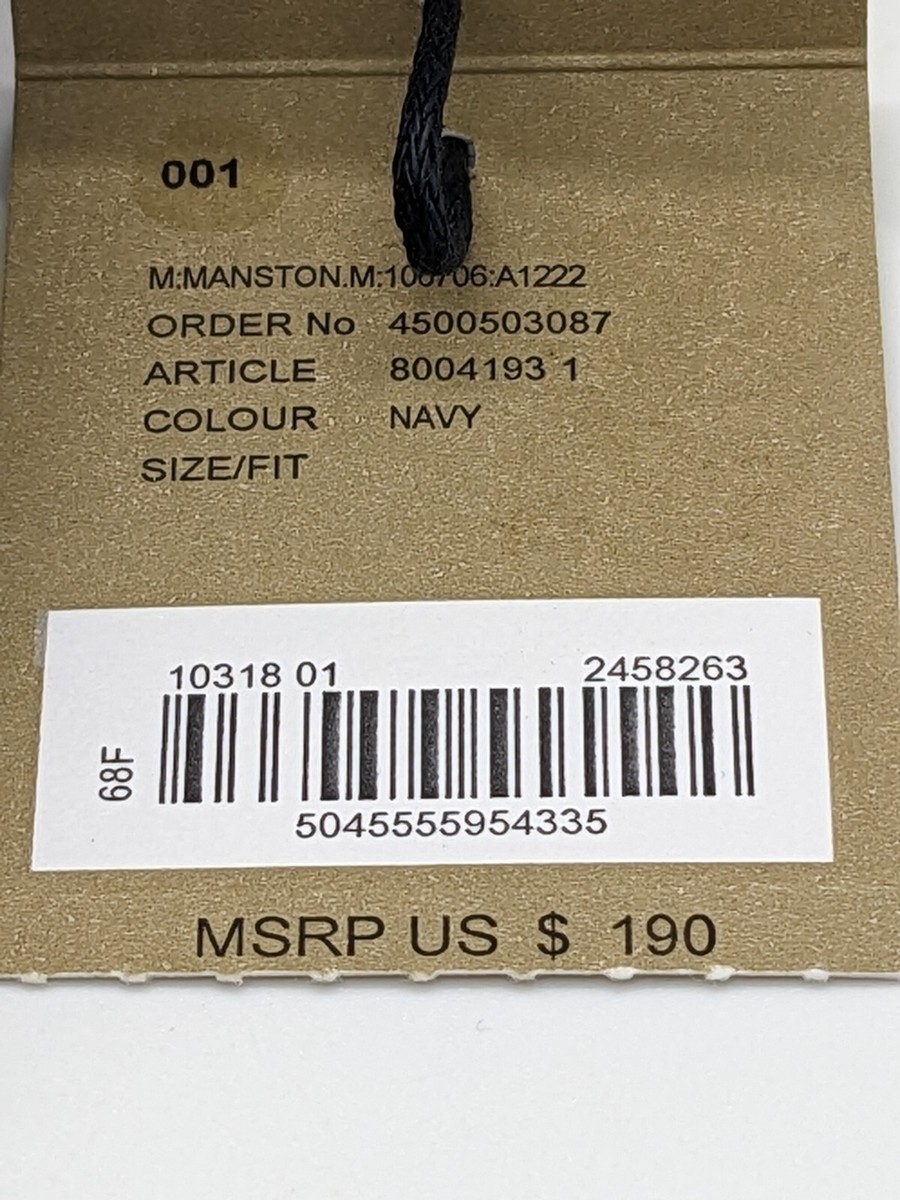 001
M:MANSTON.M:106706:A1222
ORDER No 4500503087
ARTICLE 8004193 1
COLOUR NAVY
SIZE/FIT
10318 01 2458263
68F
5045555954335
MSRP US $ 190